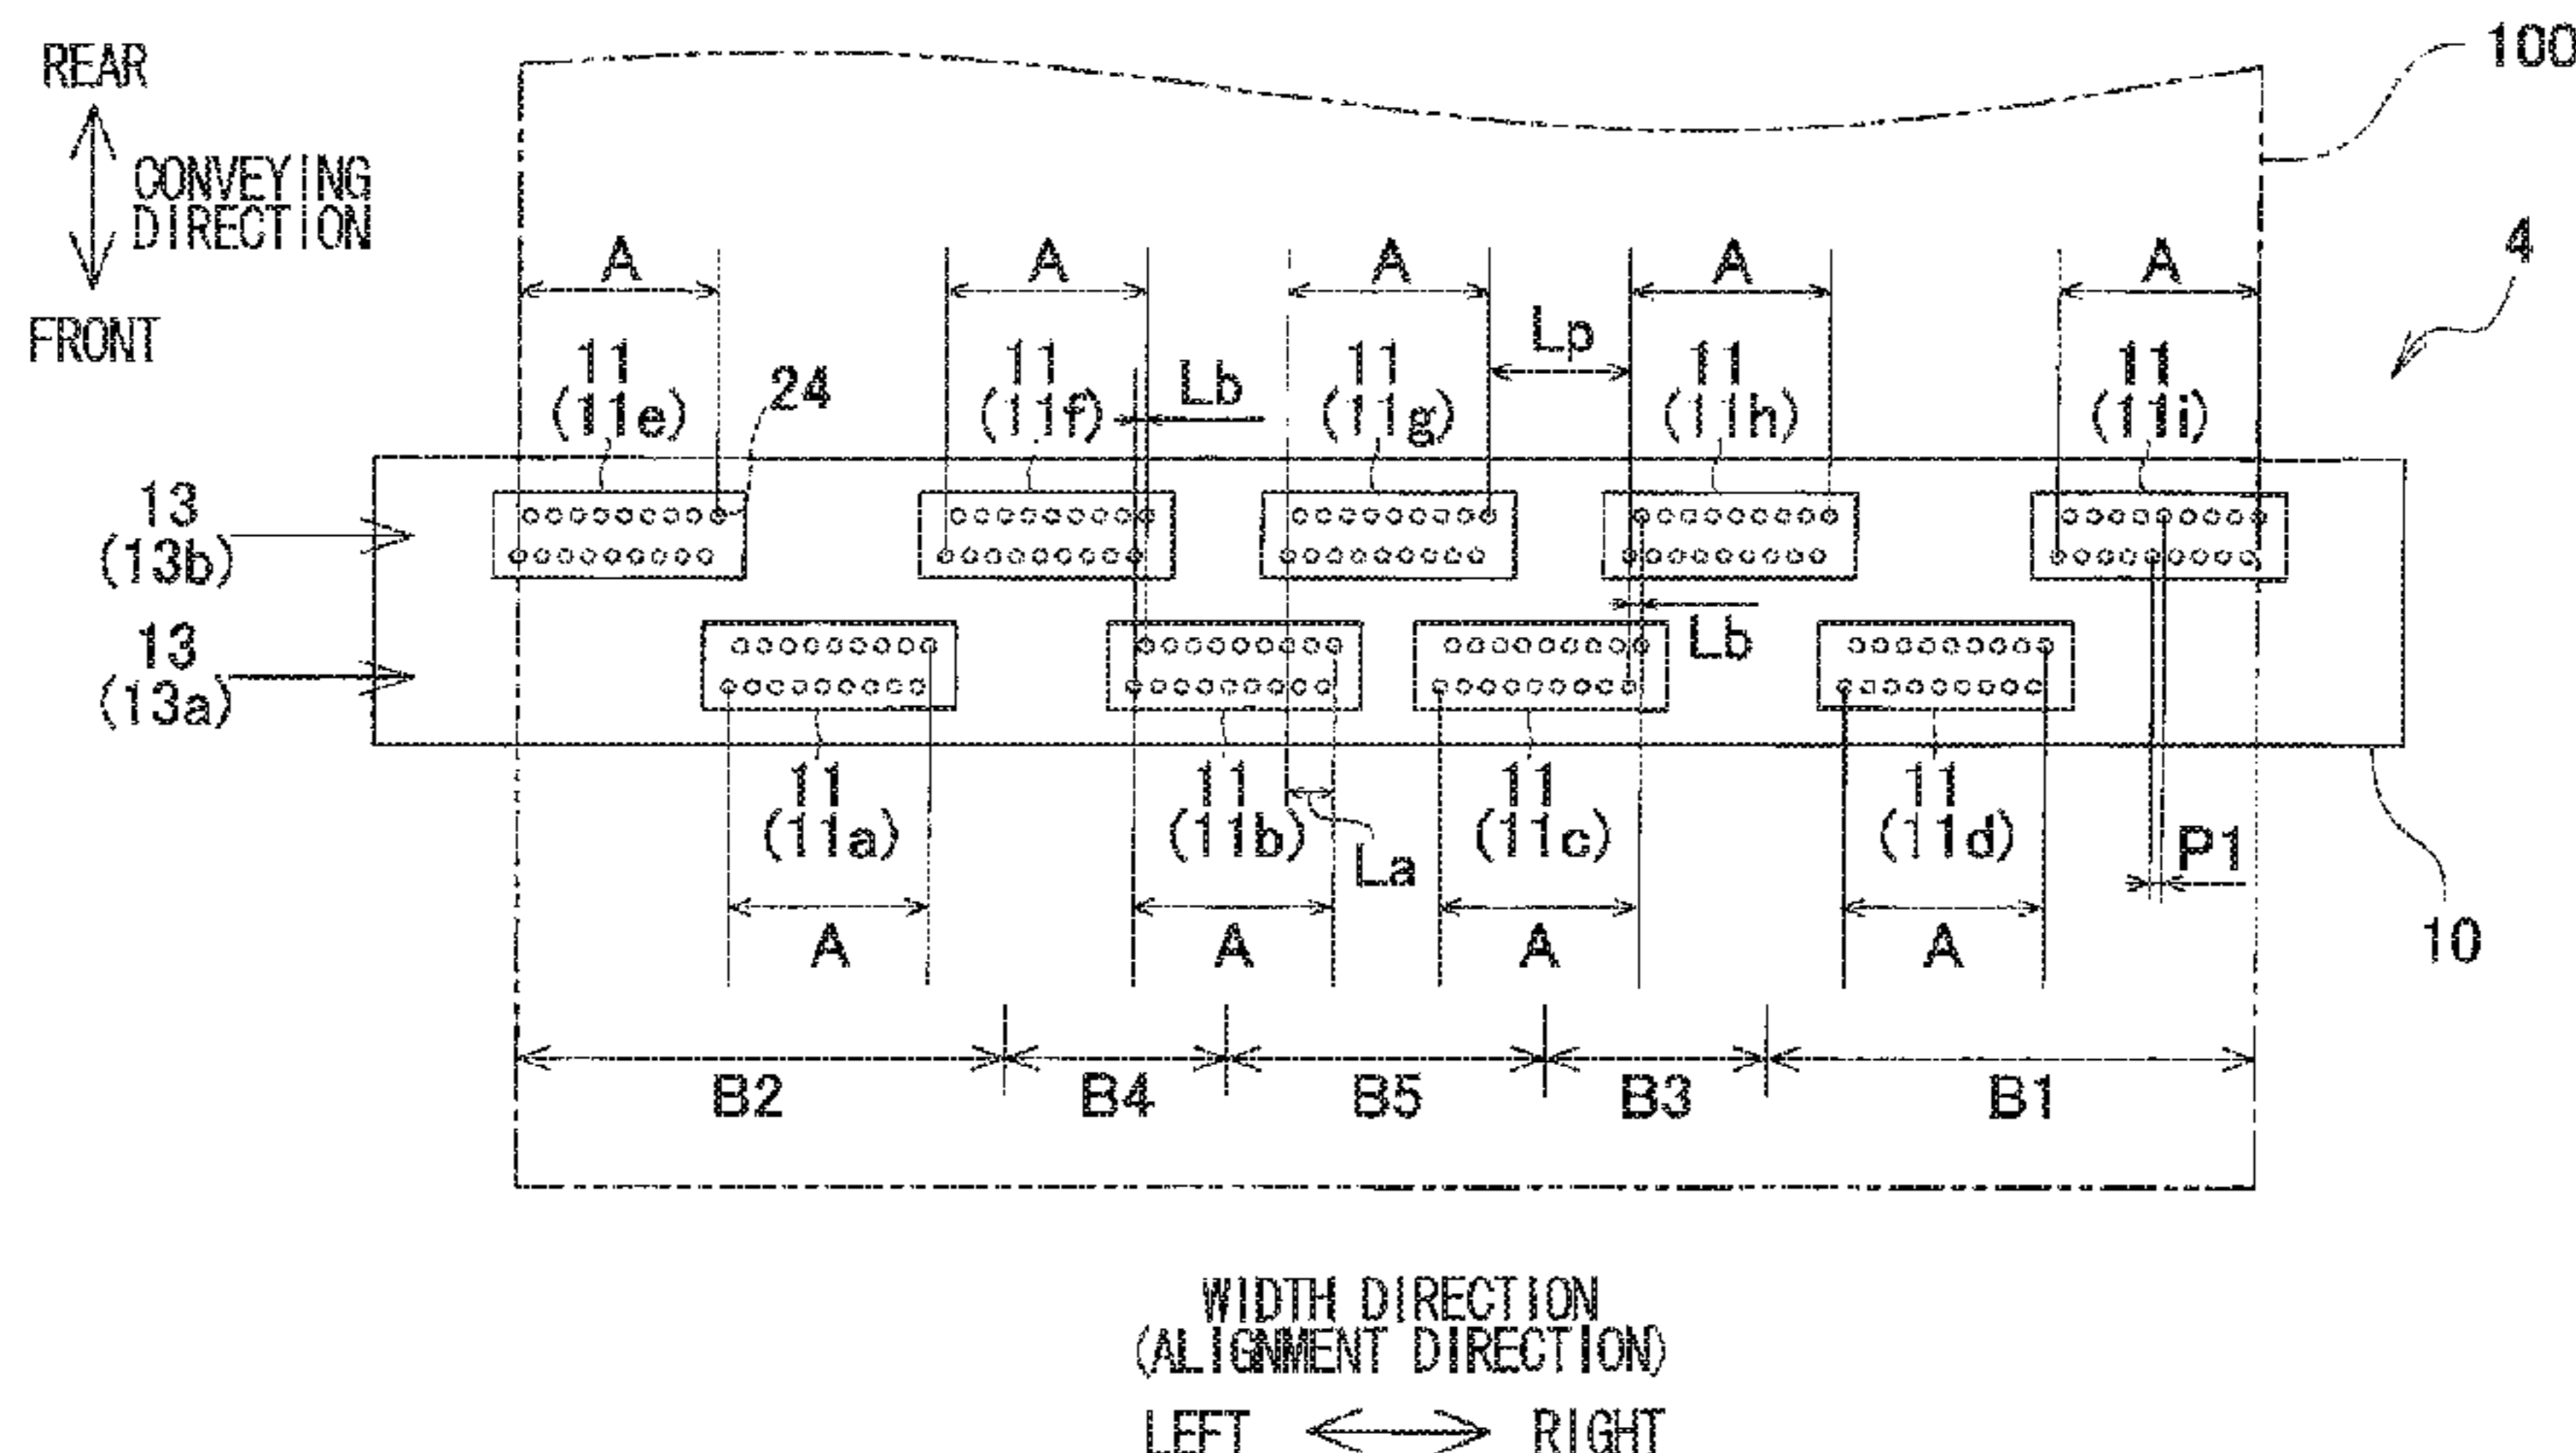 REAR
CONVEYING
DIRECTION
FRONT
100
4
A
A
A
A
A
Lp
Lb
11
(11e)
24
11
(11f)
11
(11g)
11
(11h)
11
(11i)
13
(13b)
13
(13a)
Lb
11
(11a)
11
(11b)
La
11
(11c)
11
(11d)
P1
10
A
A
A
A
B2
B4
B5
B3
B1
WIDTH DIRECTION
(ALIGNMENT DIRECTION)
LEFT
RIGHT